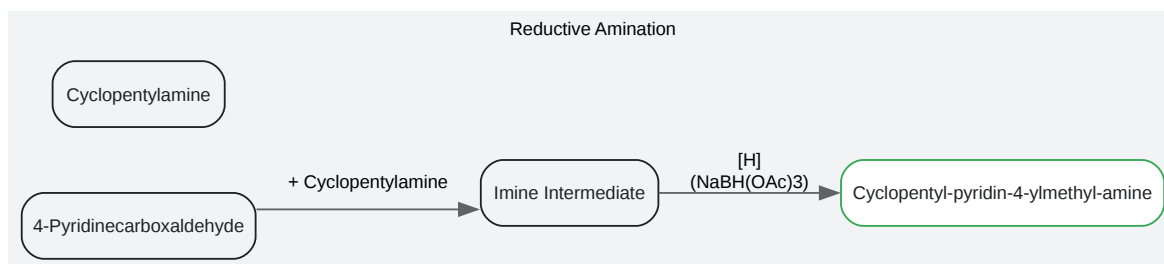 Reductive Amination
Cyclopentylamine
4-Pyridinecarboxaldehyde
+ Cyclopentylamine
Imine Intermediate
[H]
(NaBH(OAc)3)
Cyclopentyl-pyridin-4-ylmethyl-amine